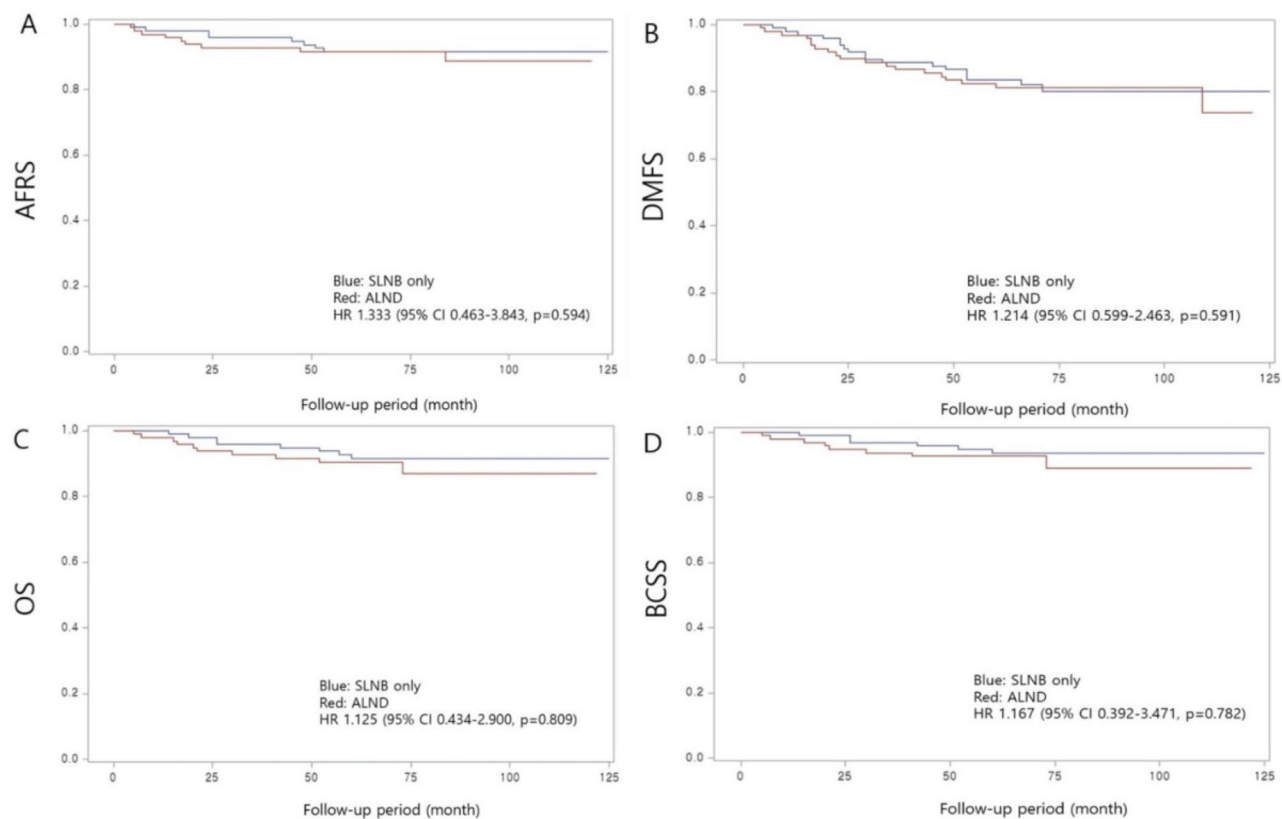 A
AFRS
1.0
0.8
0.6
0.4
0.2
0.0
Blue: SLNB only
Red: ALND
HR 1.333 (95% CI 0.463-3.843, p=0.594)
0 25 50 75 100 125
Follow-up period (month)
B
DMFS
1.0
0.8
0.6
0.4
0.2
0.0
Blue: SLNB only
Red: ALND
HR 1.214 (95% CI 0.599-2.463, p=0.591)
0 25 50 75 100 125
Follow-up period (month)
C
OS
1.0
0.8
0.6
0.4
0.2
0.0
Blue: SLNB only
Red: ALND
HR 1.125 (95% CI 0.434-2.900, p=0.809)
0 25 50 75 100 125
Follow-up period (month)
D
BCSS
1.0
0.8
0.6
0.4
0.2
0.0
Blue: SLNB only
Red: ALND
HR 1.167 (95% CI 0.392-3.471, p=0.782)
0 25 50 75 100 125
Follow-up period (month)